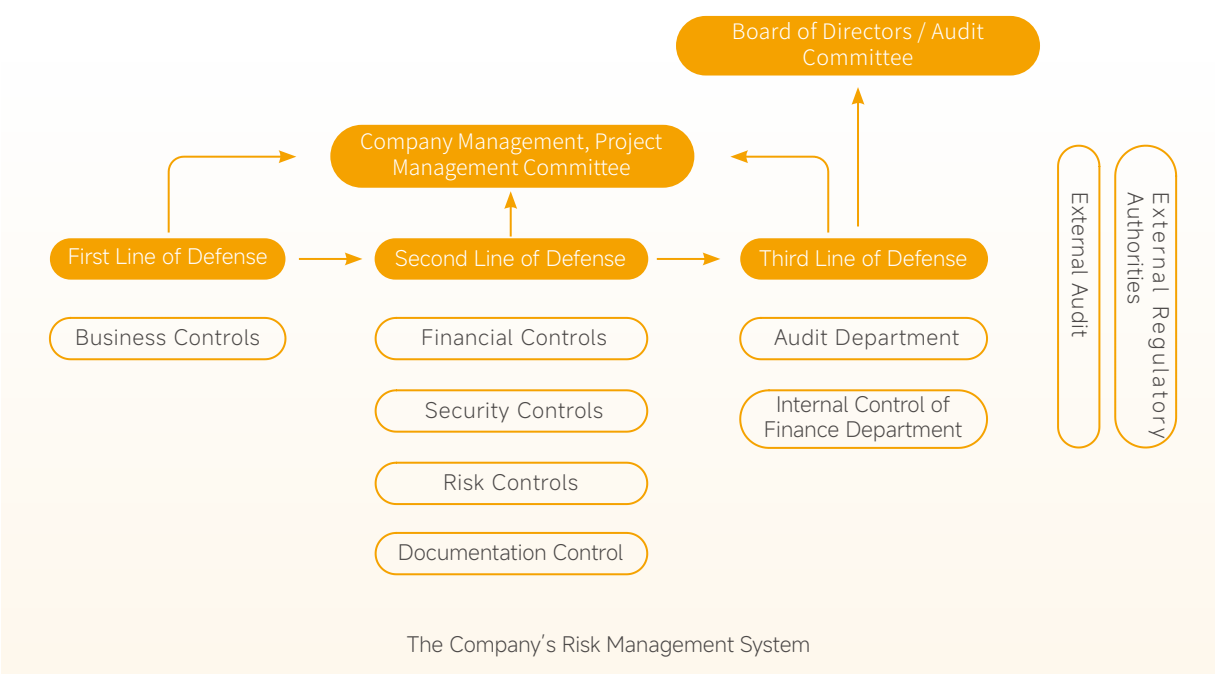 Board of Directors / Audit
Committee
Company Management, Project
Management Committee
First Line of Defense
Second Line of Defense
Third Line of Defense
Business Controls
Financial Controls
Security Controls
Risk Controls
Documentation Control
Audit Department
Internal Control of
Finance Department
External Audit
External Regulatory
Authorities
The Company's Risk Management System